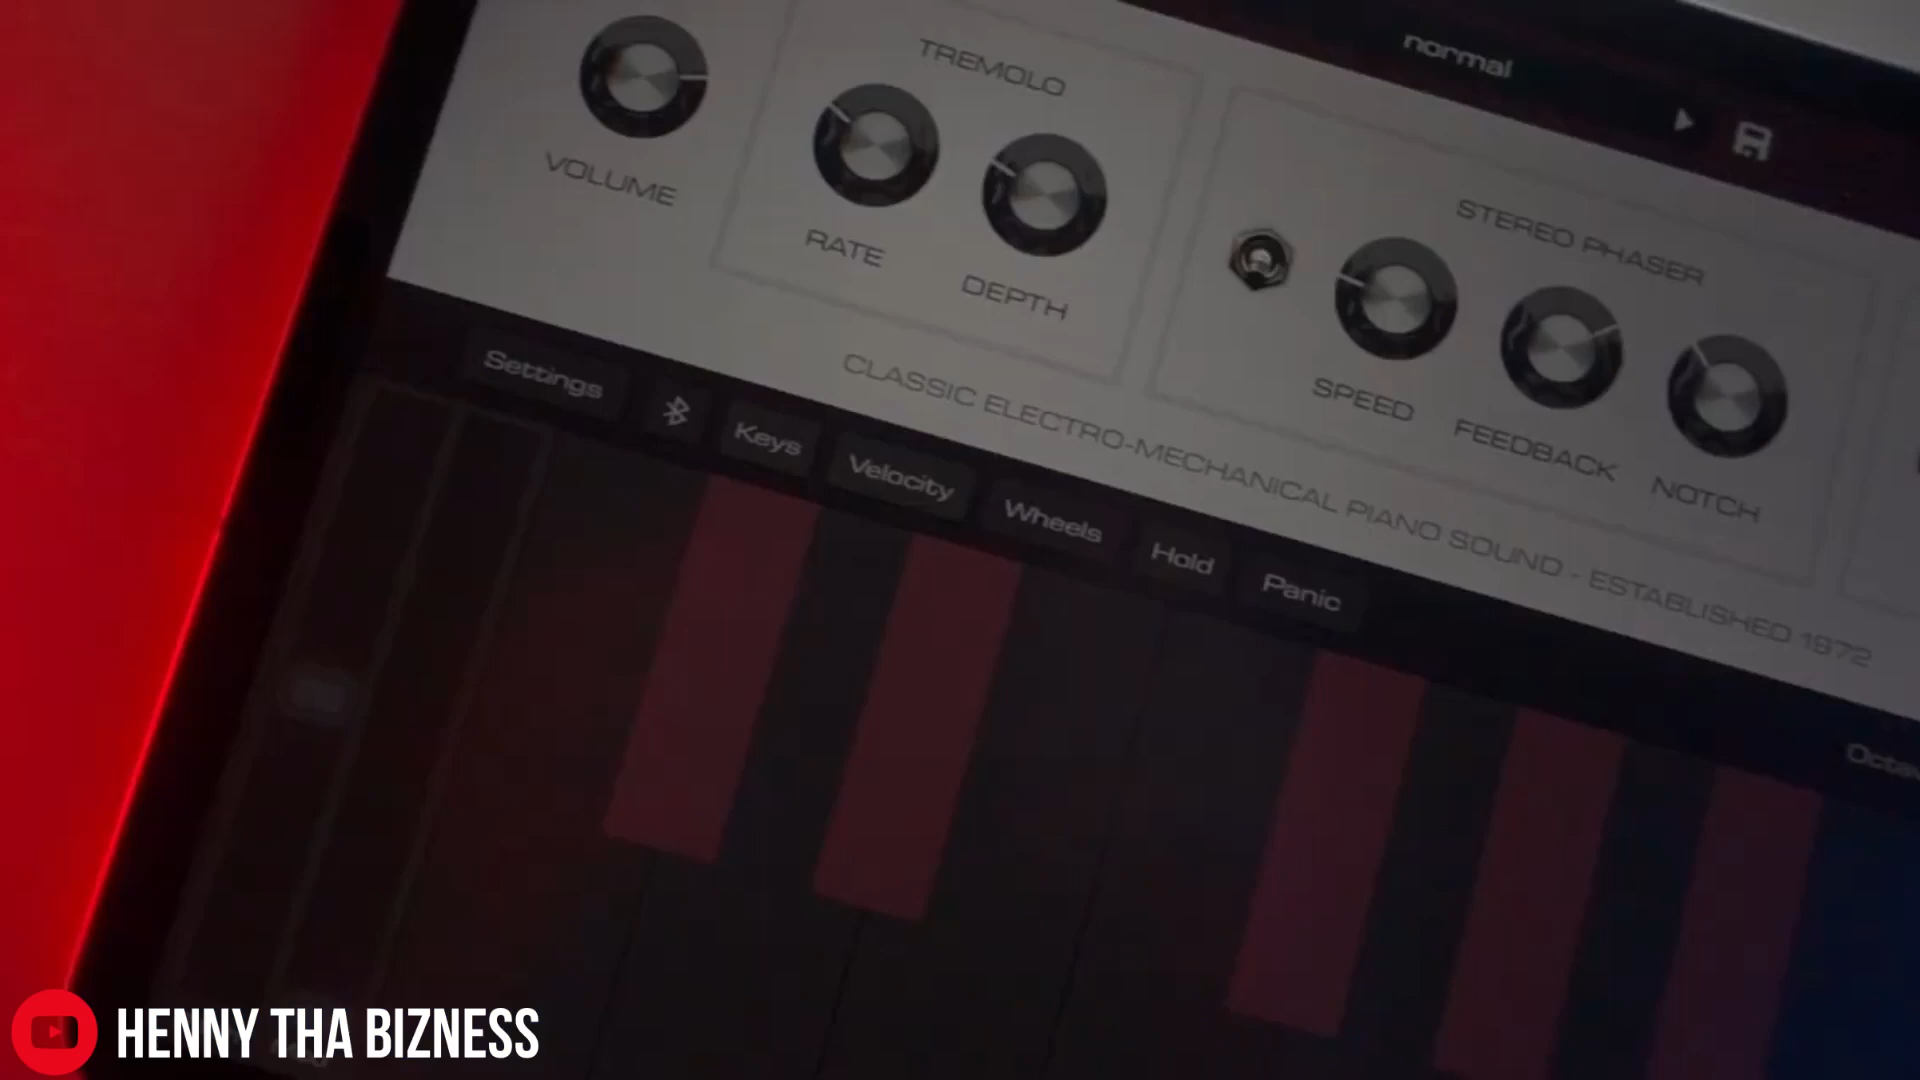 normal
TREMOLO
VOLUME
RATE
DEPTH
STEREO PHASER
SPEED
FEEDBACK
NOTCH
CLASSIC ELECTRO-MECHANICAL PIANO SOUND - ESTABLISHED 1972
Settings
Keys
Velocity
Wheels
Hold
Panic
HENNY THA BIZNESS